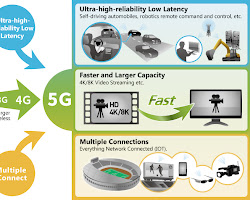 Ultra-high-
reliability Low
Latency
3G 4G 5G
Larger
Multiple
Connect
Ultra-high-reliability Low Latency
Self-driving automobiles, robotics remote command and control, etc.
Faster and Larger Capacity
4K/8K Video Streaming etc.
HD
4K/8K
Fast
Multiple Connections
Everything Network Connected (IOT).